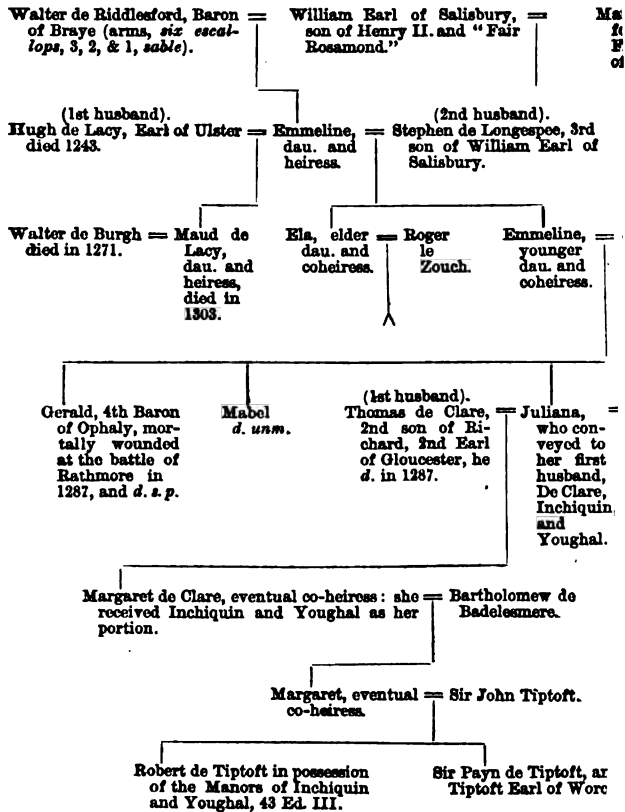 Walter de Riddlesford, Baron
of Braye (arms, six escal-
lops, 3, 2, & 1, sable).
=
William Earl of Salisbury,
son of Henry II. and "Fair
Rosamond."
=
(1st husband).
Hugh de Lacy, Earl of Ulster
died 1243.
=
Emmeline,
dau. and
heiress.
=
(2nd husband).
Stephen de Longespee, 3rd
son of William Earl of
Salisbury.
Walter de Burgh
died in 1271.
=
Maud de
Lacy,
dau. and
heiress,
died in
1303.
Ela, elder
dau. and
coheiress.
=
Roger
le
Zouch.
Emmeline,
younger
dau. and
coheiress.
=
Gerald, 4th Baron
of Ophaly, mor-
tally wounded
at the battle of
Rathmore in
1287, and d. s. p.
Mabel
d. unm.
(1st husband).
Thomas de Clare,
2nd son of Ri-
chard, 2nd Earl
of Gloucester, he
d. in 1287.
=
Juliana,
who con-
veyed to
her first
husband,
De Clare,
Inchiquin
and
Youghal.
=
Margaret de Clare, eventual co-heiress: she
received Inchiquin and Youghal as her
portion.
=
Bartholomew de
Badelesmere.
Margaret, eventual
co-heiress.
=
Sir John Tiptoft.
Robert de Tiptoft in possession
of the Manors of Inchiquin
and Youghal, 43 Ed. III.
Sir Payn de Tiptoft,
Tiptoft Earl of